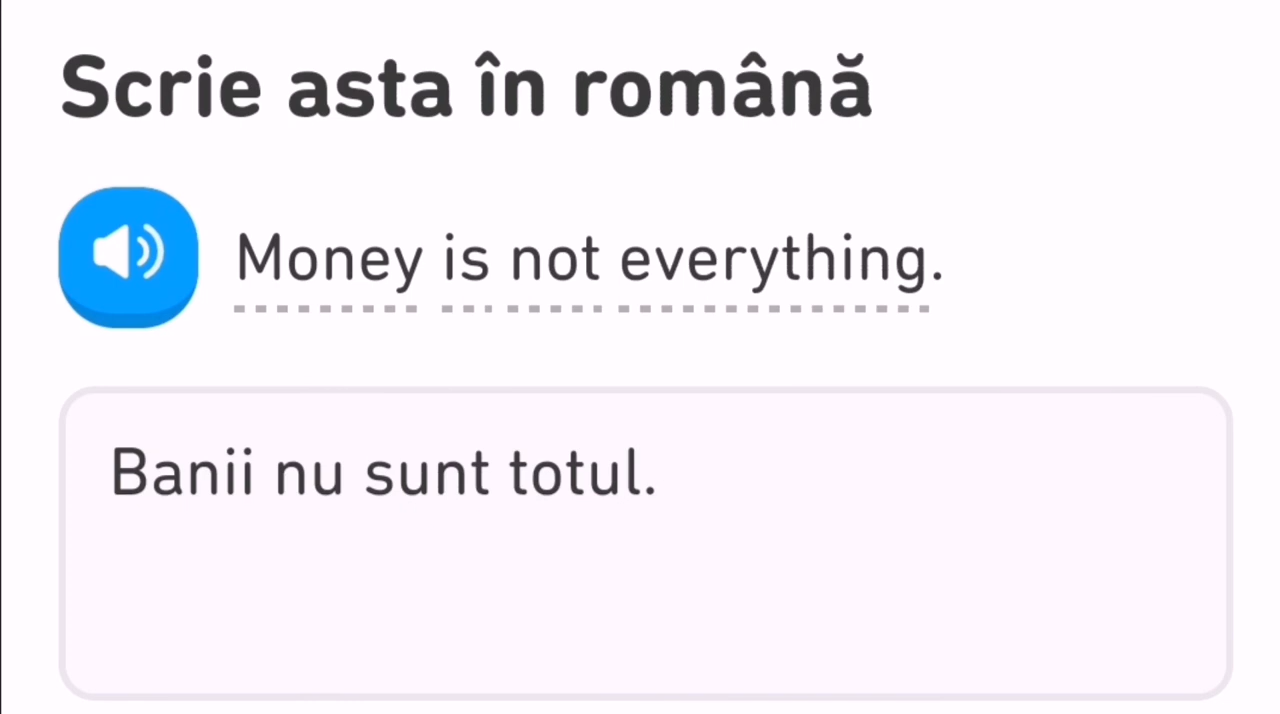 Scrie asta în română
Money is not everything.
Banii nu sunt totul.